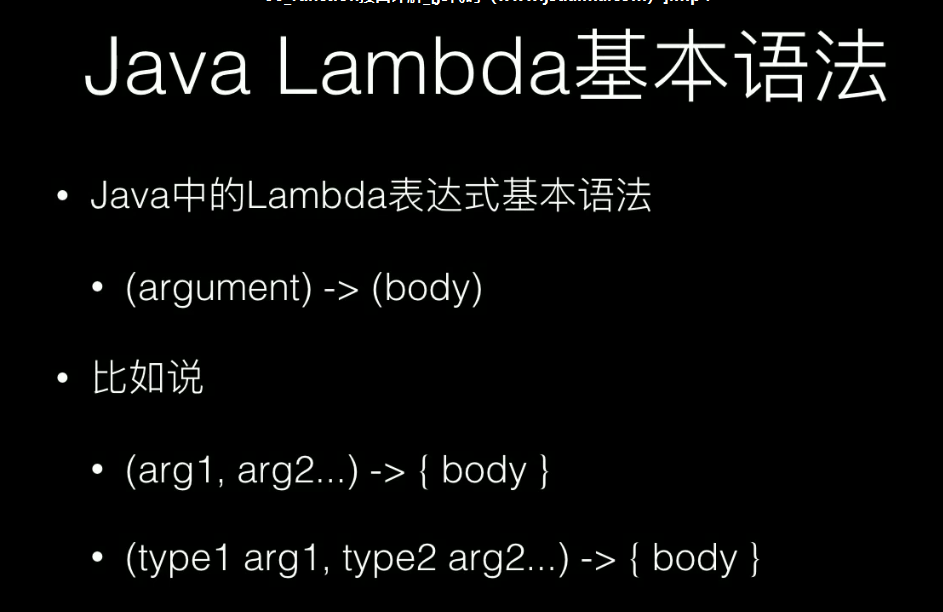 Java Lambda基本语法
• Java中的Lambda表达式基本语法
• (argument) -> (body)
• 比如说
• (arg1, arg2...) -> { body }
• (type1 arg1, type2 arg2...) -> { body }